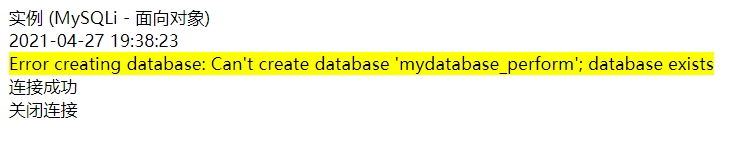 实例 (MySQLi - 面向对象)
2021-04-27 19:38:23
Error creating database: Can't create database 'mydatabase_perform'; database exists
连接成功
关闭连接